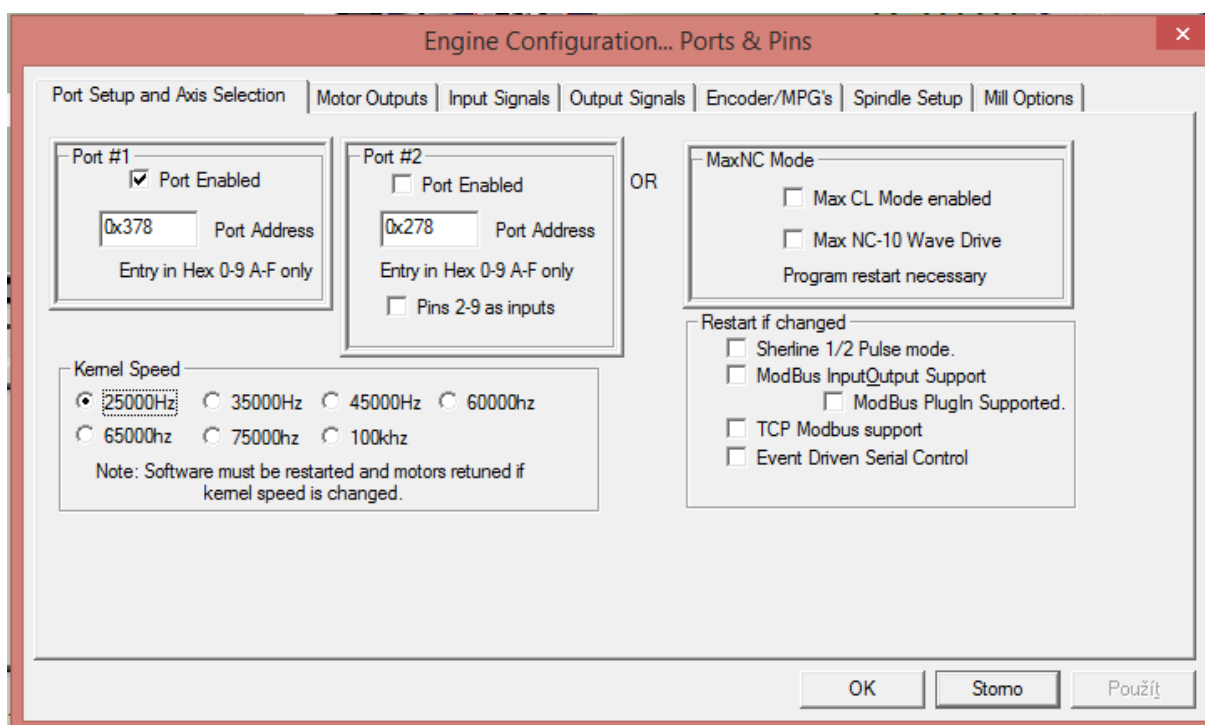 Engine Configuration... Ports & Pins
Port Setup and Axis Selection
Motor Outputs
Input Signals
Output Signals
Encoder/MPG's
Spindle Setup
Mill Options
Port #1
Port Enabled
0x378 Port Address
Entry in Hex 0-9 A-F only
Port #2
Port Enabled
0x278 Port Address
Entry in Hex 0-9 A-F only
Pins 2-9 as inputs
OR
MaxNC Mode
Max CL Mode enabled
Max NC-10 Wave Drive
Program restart necessary
Restart if changed
Sherline 1/2 Pulse mode.
ModBus InputOutput Support
ModBus PlugIn Supported.
TCP Modbus support
Event Driven Serial Control
Kernel Speed
25000Hz 35000Hz 45000Hz 60000hz
65000hz 75000hz 100khz
Note: Software must be restarted and motors retuned if
kernel speed is changed.
OK
Storno
Použít